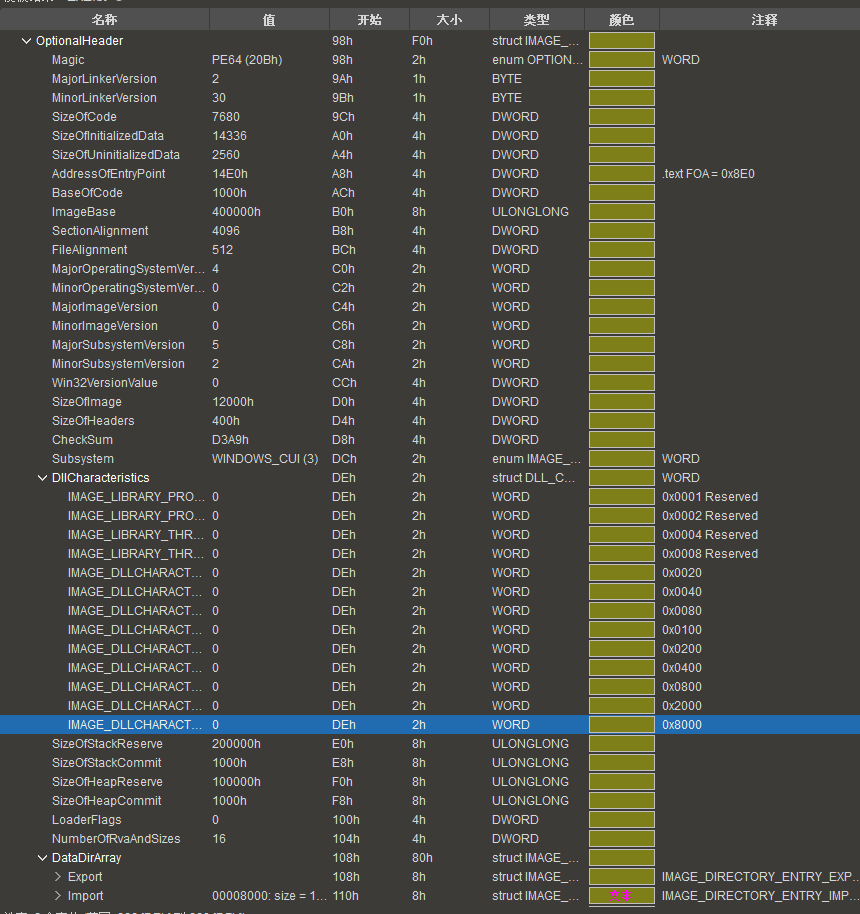 名称 值 开始 大小 类型 颜色 注释
OptionalHeader 98h F0h struct IMAGE_...
Magic PE64 (20Bh) 98h 2h enum OPTION... WORD
MajorLinkerVersion 2 9Ah 1h BYTE
MinorLinkerVersion 30 9Bh 1h BYTE
SizeOfCode 7680 9Ch 4h DWORD
SizeOfInitializedData 14336 A0h 4h DWORD
SizeOfUninitializedData 2560 A4h 4h DWORD
AddressOfEntryPoint 14E0h A8h 4h DWORD .text FOA = 0x8E0
BaseOfCode 1000h ACh 4h DWORD
ImageBase 400000h B0h 8h ULONGLONG
SectionAlignment 4096 B8h 4h DWORD
FileAlignment 512 BCh 4h DWORD
MajorOperatingSystemVer... 4 C0h 2h WORD
MinorOperatingSystemVer... 0 C2h 2h WORD
MajorImageVersion 0 C4h 2h WORD
MinorImageVersion 0 C6h 2h WORD
MajorSubsystemVersion 5 C8h 2h WORD
MinorSubsystemVersion 2 CAh 2h WORD
Win32VersionValue 0 CCh 4h DWORD
SizeOfImage 12000h D0h 4h DWORD
SizeOfHeaders 400h D4h 4h DWORD
CheckSum D3A9h D8h 4h DWORD
Subsystem WINDOWS_CUI (3) DCh 2h enum IMAGE_... WORD
DllCharacteristics DEh 2h struct DLL_C... WORD
IMAGE_LIBRARY_PRO... 0 DEh 2h WORD 0x0001 Reserved
IMAGE_LIBRARY_PRO... 0 DEh 2h WORD 0x0002 Reserved
IMAGE_LIBRARY_THR... 0 DEh 2h WORD 0x0004 Reserved
IMAGE_LIBRARY_THR... 0 DEh 2h WORD 0x0008 Reserved
IMAGE_DLLCHARACT... 0 DEh 2h WORD 0x0020
IMAGE_DLLCHARACT... 0 DEh 2h WORD 0x0040
IMAGE_DLLCHARACT... 0 DEh 2h WORD 0x0080
IMAGE_DLLCHARACT... 0 DEh 2h WORD 0x0100
IMAGE_DLLCHARACT... 0 DEh 2h WORD 0x0200
IMAGE_DLLCHARACT... 0 DEh 2h WORD 0x0400
IMAGE_DLLCHARACT... 0 DEh 2h WORD 0x0800
IMAGE_DLLCHARACT... 0 DEh 2h WORD 0x2000
IMAGE_DLLCHARACT... 0 DEh 2h WORD 0x8000
SizeOfStackReserve 200000h E0h 8h ULONGLONG
SizeOfStackCommit 1000h E8h 8h ULONGLONG
SizeOfHeapReserve 100000h F0h 8h ULONGLONG
SizeOfHeapCommit 1000h F8h 8h ULONGLONG
LoaderFlags 0 100h 4h DWORD
NumberOfRvaAndSizes 16 104h 4h DWORD
DataDirArray 108h 80h struct IMAGE_...
Export 108h 8h struct IMAGE_... IMAGE_DIRECTORY_ENTRY_EXP...
Import 00008000: size = 1... 110h 8h struct IMAGE_... IMAGE_DIRECTORY_ENTRY_IMP...